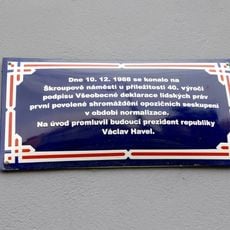 Dne 10. 12. 1988 se konalo na
Škroupově náměstí u příležitosti 40. výročí
podpisu Všeobecné deklarace lidských práv
první povolené shromáždění opozičních seskupení
v období normalizace.
Na úvod promluvil budoucí prezident republiky
Václav Havel.